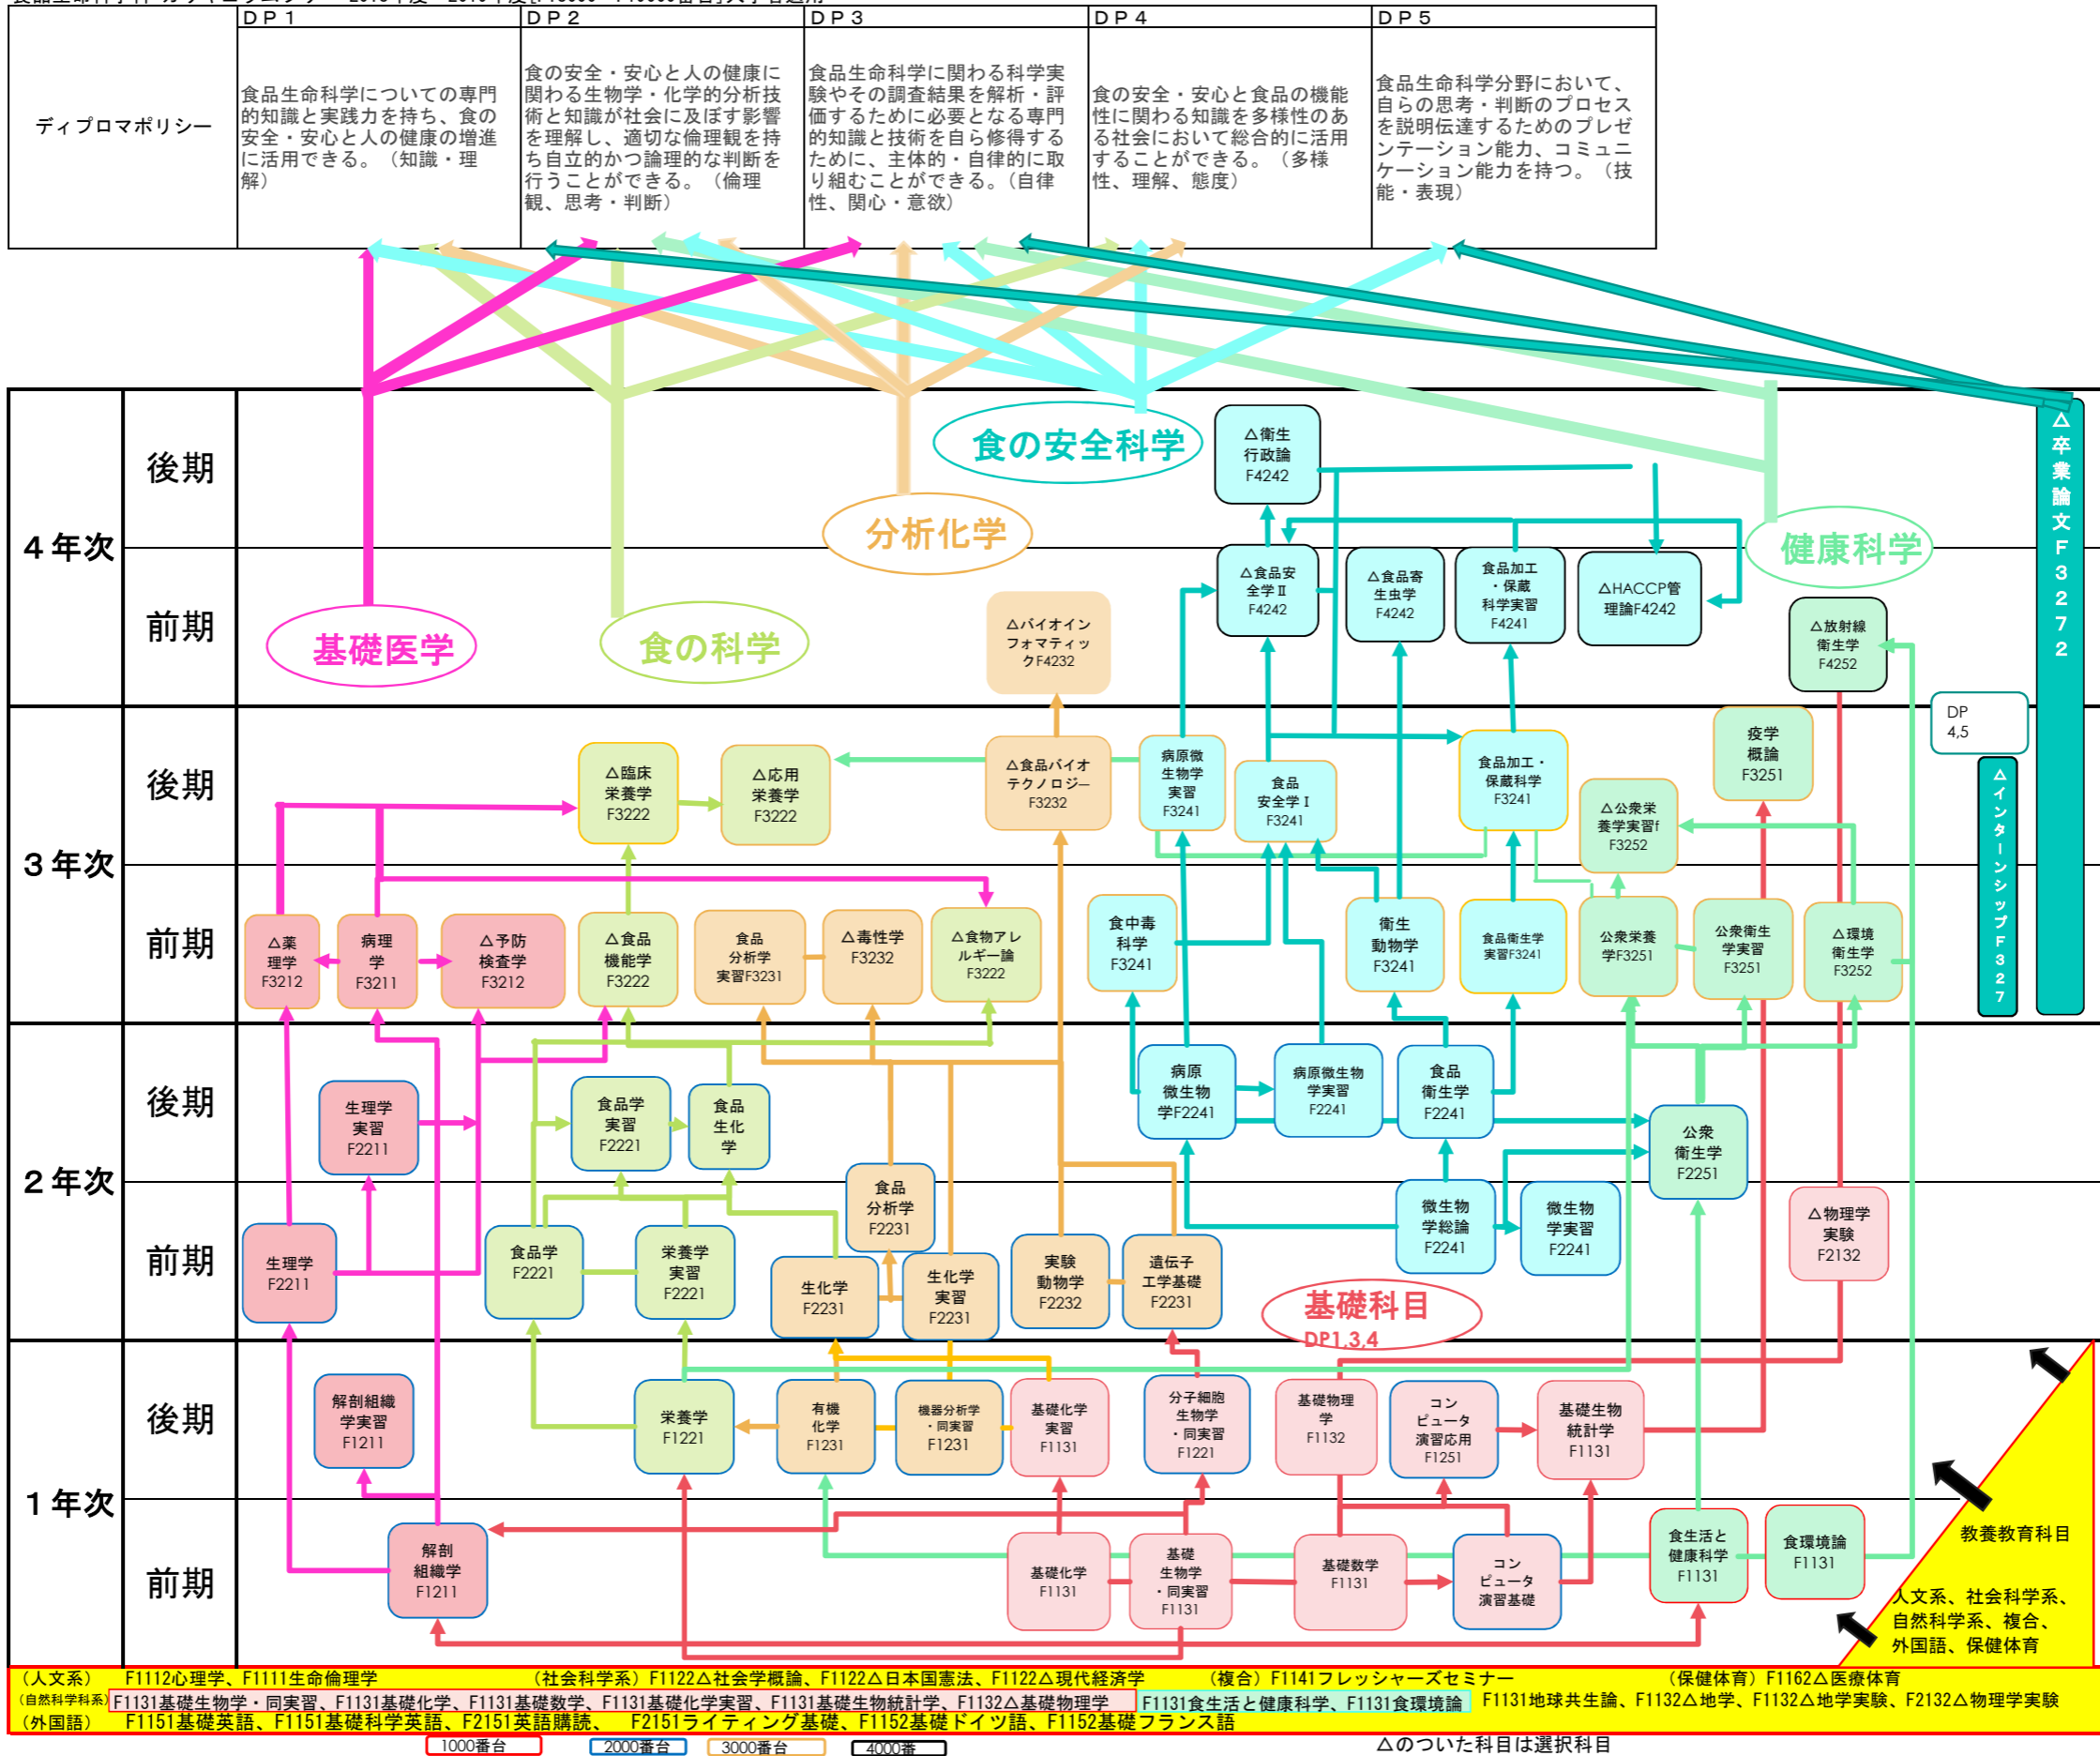 DP1
DP2
DP3
DP4
DP5
ディプロマポリシー
食品生命科学についての専門
的知識と実践力を持ち、食の
安全・安心と人の健康の増進
に活用できる。（知識・理
解）
食の安全・安心と人の健康に
関わる生物学・化学的分析技
術と知識が社会に及ぼす影響
を理解し、適切な倫理観を持
ち自立的かつ論理的な判断を
行うことができる。（倫理
観、思考・判断）
食品生命科学に関わる科学実
験やその調査結果を解析・評
価するために必要となる専門
的知識と技術を自ら修得する
ために、主体的・自律的に取
り組むことができる。（自律
性、関心・意欲）
食の安全・安心と食品の機能
性に関わる知識を多様性のあ
る社会において総合的に活用
することができる。（多様
性、理解、態度）
食品生命科学分野において、
自らの思考・判断のプロセス
を説明伝達するためのプレゼ
ンテーション能力、コミュニ
ケーション能力を持つ。（技
能・表現）
4年次
後期
前期
食の安全科学
分析化学
健康科学
基礎医学
食の科学
△衛生
行政論
F4242
△バイオイン
フォマティッ
クF4232
△食品安
全学Ⅱ
F4242
△食品寄
生虫学
F4242
食品加工
・保蔵
科学実習
F4241
△HACCP管
理論F4242
△放射線
衛生学
F4252
△卒業論文F3272
DP
4,5
△インターンシップF327
3年次
後期
前期
△臨床
栄養学
F3222
△応用
栄養学
F3222
△食品バイオ
テクノロジー
F3232
病原微
生物学
実習
F3241
食品
安全学Ⅰ
F3241
食品加工・
保蔵科学
F3241
△公衆栄
養学実習f
F3252
疫学
概論
F3251
△薬
理学
F3212
病理
学
F3211
△予防
検査学
F3212
△食品
機能学
F3222
食品
分析学
実習F3231
△毒性学
F3232
△食物アレ
ルギー論
F3222
食中毒
科学
F3241
衛生
動物学
F3241
食品衛生学
実習F3241
公衆栄養
学F3251
公衆衛生
学実習
F3251
△環境
衛生学
F3252
2年次
後期
前期
生理学
実習
F2211
食品学
実習
F2221
食品
生化
学
病原
微生物
学F2241
病原微生物
学実習
F2241
食品
衛生学
F2241
公衆
衛生学
F2251
生理学
F2211
食品学
F2221
栄養学
実習
F2221
生化学
F2231
食品
分析学
F2231
生化学
実習
F2231
実験
動物学
F2232
遺伝子
工学基礎
F2231
微生物
学総論
F2241
微生物
学実習
F2241
△物理学
実験
F2132
基礎科目
DP1,3,4
1年次
後期
前期
解剖組織
学実習
F1211
栄養学
F1221
有機
化学
F1231
機器分析学
・同実習
F1231
基礎化学
実習
F1131
分子細胞
生物学
・同実習
F1221
基礎物理
学
F1132
コン
ピュータ
演習応用
F1251
基礎生物
統計学
F1131
解剖
組織学
F1211
基礎化学
F1131
基礎
生物学
・同実習
F1131
基礎数学
F1131
コン
ピュータ
演習基礎
食生活と
健康科学
F1131
食環境論
F1131
教養教育科目
人文系、社会科学系、
自然科学系、複合、
外国語、保健体育
（人文系） F1112心理学、F1111生命倫理学 （社会科学系）F1122△社会学概論、F1122△日本国憲法、F1122△現代経済学 （複合）F1141フレッシャーズセミナー （保健体育）F1162△医療体育
（自然科学科系）F1131基礎生物学・同実習、F1131基礎化学、F1131基礎数学、F1131基礎化学実習、F1131基礎生物統計学、F1132△基礎物理学 F1131食生活と健康科学、F1131食環境論 F1131地球共生論、F1132△地学、F1132△地学実験、F2132△物理学実験
（外国語） F1151基礎英語、F1151基礎科学英語、F2151英語購読、 F2151ライティング基礎、F1152基礎ドイツ語、F1152基礎フランス語
1000番台 2000番台 3000番台 4000番 △のついた科目は選択科目